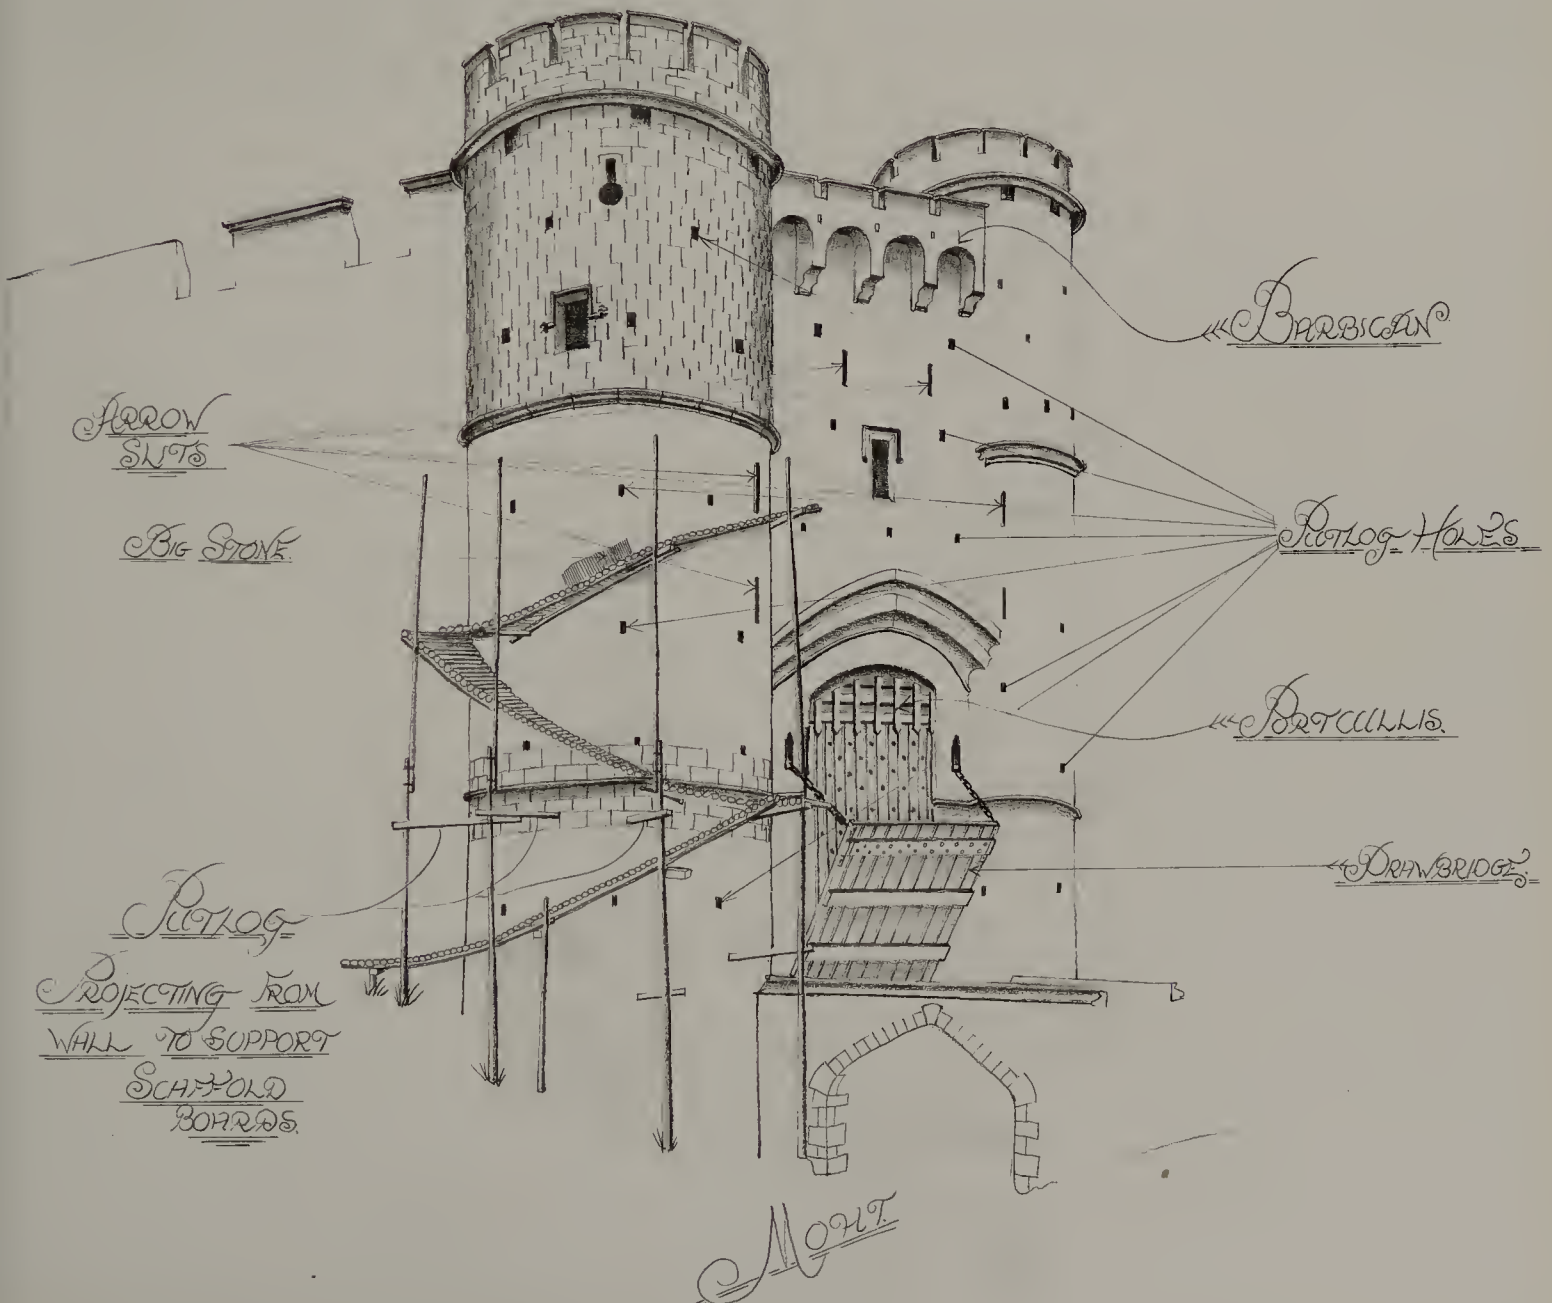 BARBICAN.
ARROW
SLITS
BIG STONE.
PUTLOG HOLES
PORTCULLIS.
DRAWBRIDGE.
PUTLOG
PROJECTING FROM
WALL TO SUPPORT
SCAFFOLD
BOARDS.
MOAT.